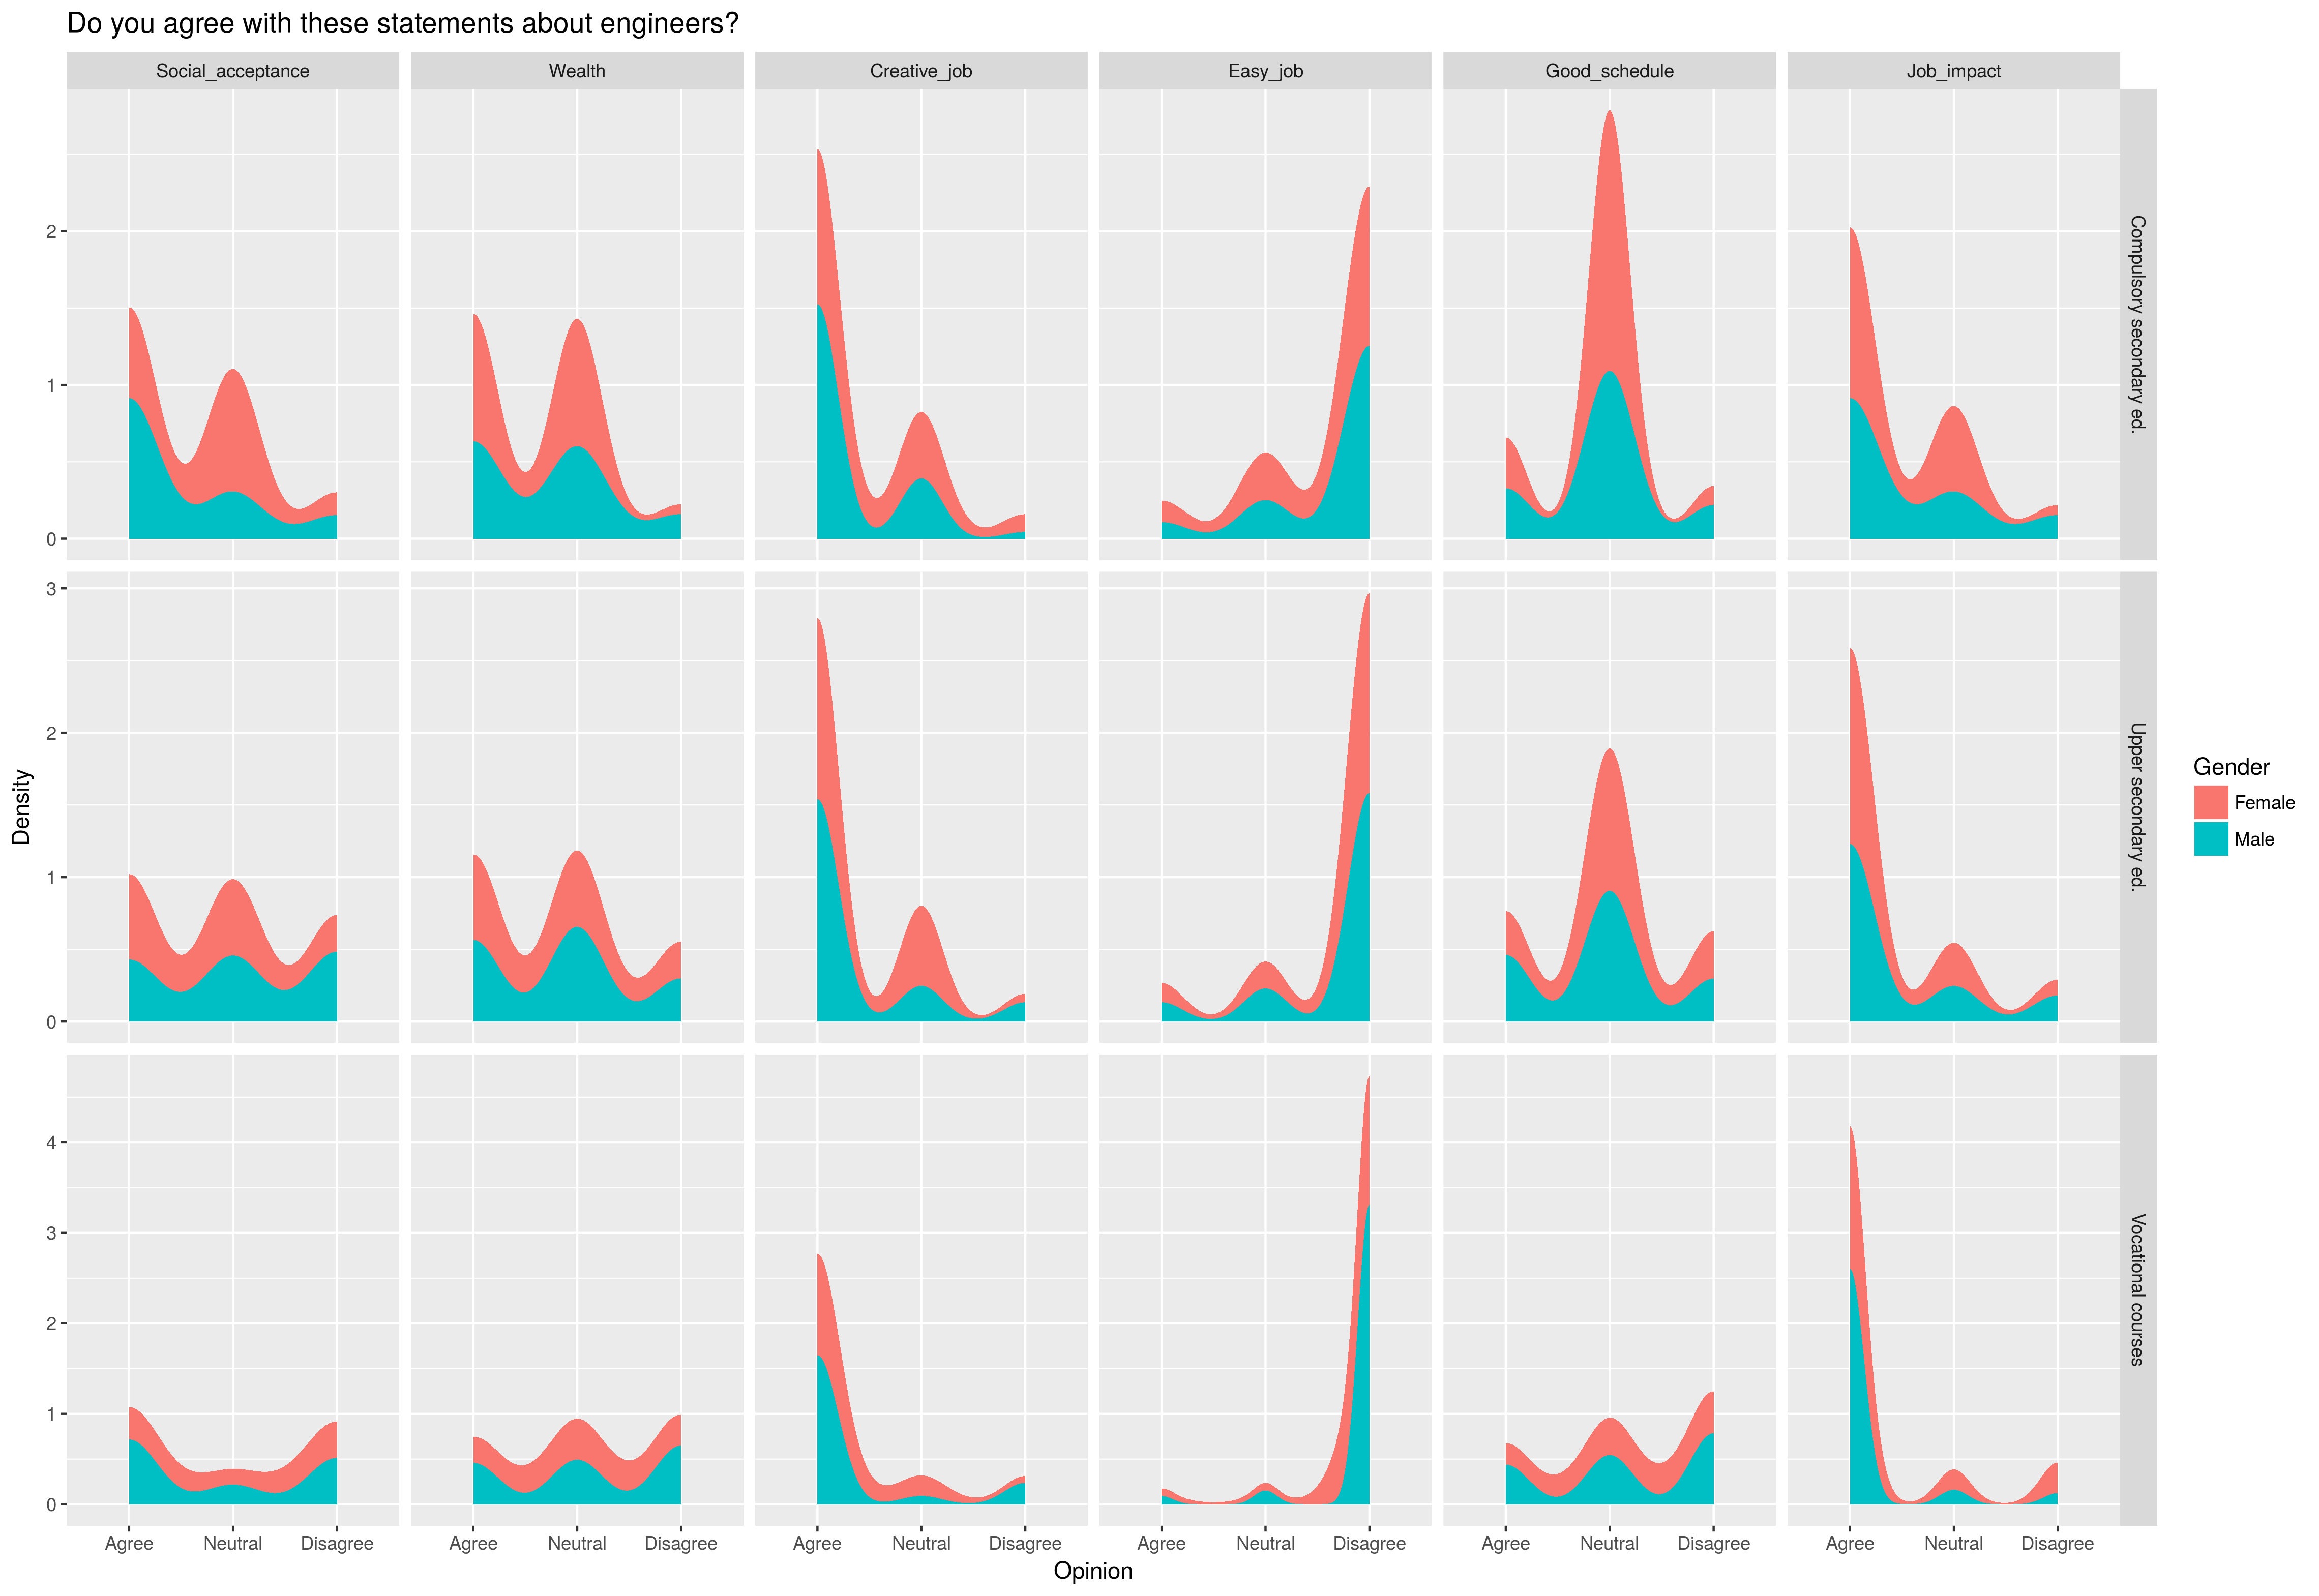 Do you agree with these statements about engineers?
Social_acceptance
Wealth
Creative_job
Easy_job
Good_schedule
Job_impact
2
1
0
Compulsory secondary ed.
3
2
1
0
Upper secondary ed.
4
3
2
1
0
Vocational courses
Density
Agree Neutral Disagree
Agree Neutral Disagree
Agree Neutral Disagree
Agree Neutral Disagree
Agree Neutral Disagree
Agree Neutral Disagree
Opinion
Gender
Female
Male